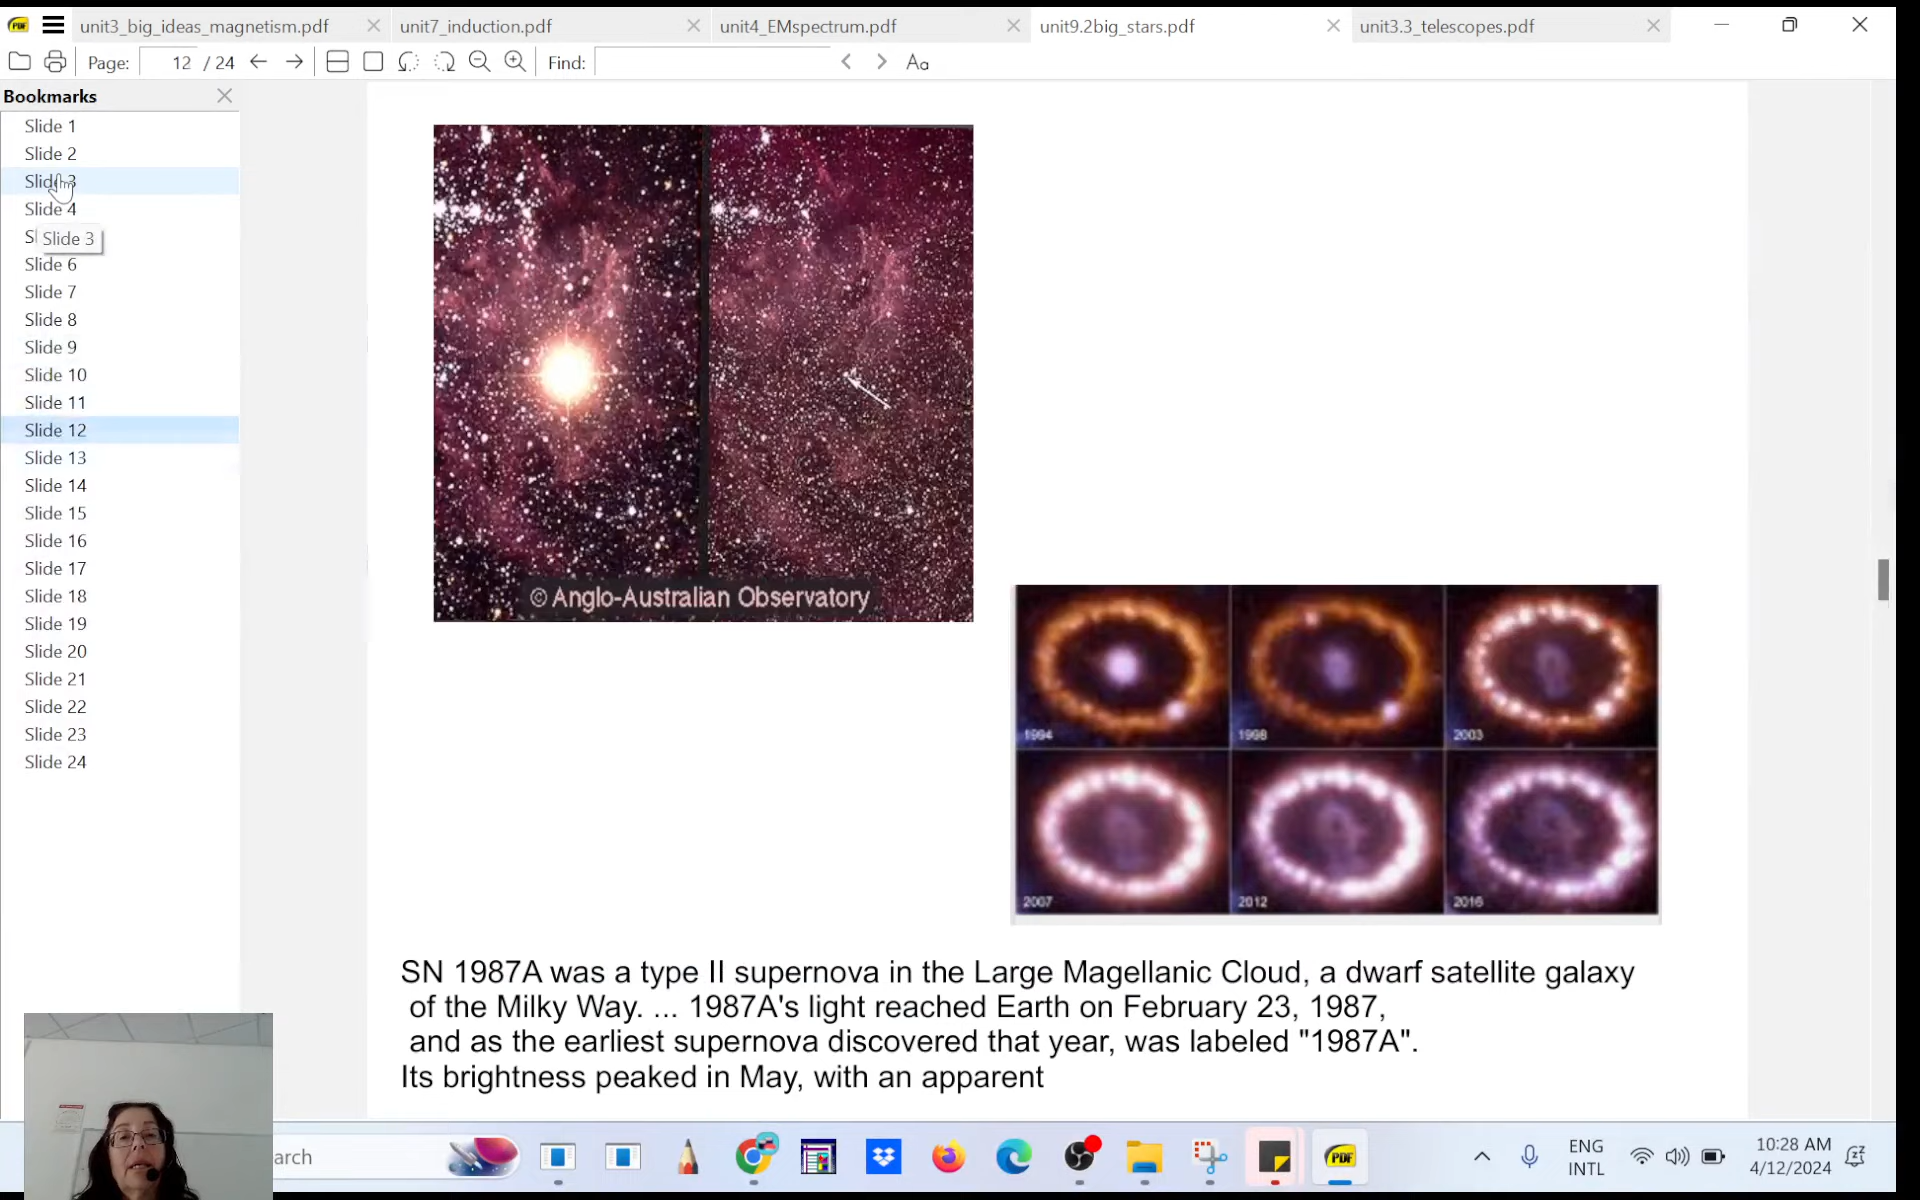 unit3_big_ideas_magnetism.pdf
unit7_induction.pdf
unit4_EMspectrum.pdf
unit9.2big_stars.pdf
unit3.3_telescopes.pdf
Page: 12 / 24
Find:
Aa
Bookmarks
Slide 1
Slide 2
Slide 3
Slide 4
Sl
Slide 3
Slide 6
Slide 7
Slide 8
Slide 9
Slide 10
Slide 11
Slide 12
Slide 13
Slide 14
Slide 15
Slide 16
Slide 17
Slide 18
Slide 19
Slide 20
Slide 21
Slide 22
Slide 23
Slide 24
© Anglo-Australian Observatory
1994 1998 2003
2007 2012 2016
SN 1987A was a type II supernova in the Large Magellanic Cloud, a dwarf satellite galaxy
of the Milky Way. ... 1987A's light reached Earth on February 23, 1987,
and as the earliest supernova discovered that year, was labeled "1987A".
Its brightness peaked in May, with an apparent
arch
PDF
ENG
INTL
10:28 AM
4/12/2024